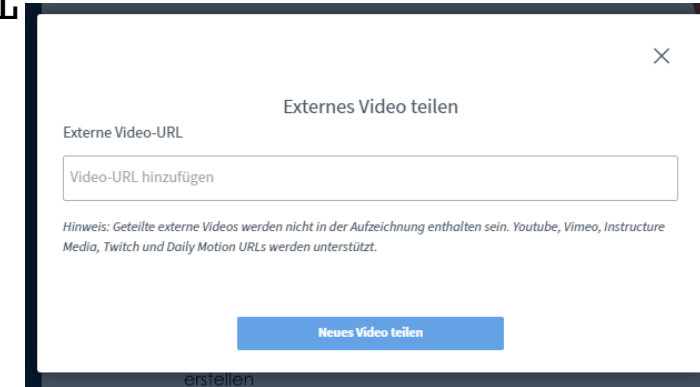 Externes Video teilen
Externe Video-URL
Video-URL hinzufügen
Hinweis: Geteilte externe Videos werden nicht in der Aufzeichnung enthalten sein. Youtube, Vimeo, Instructure
Media, Twitch und Daily Motion URLs werden unterstützt.
Neues Video teilen
erstellen